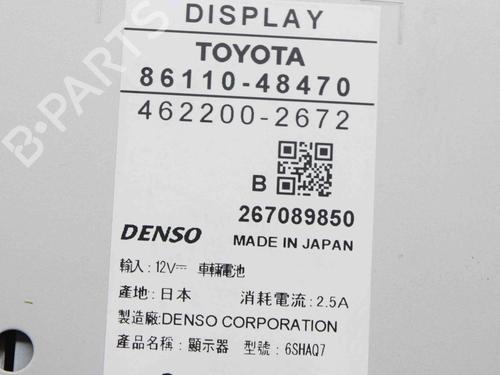 DISPLAY
TOYOTA
86110-48470
462200-2672
B
267089850
DENSO MADE IN JAPAN
輸入:12V⎓ 車輛電池
產地:日本 消耗電流:2.5A
製造廠:DENSO CORPORATION
產品名稱:顯示器 型號:6SHAQ7
B-PARTS